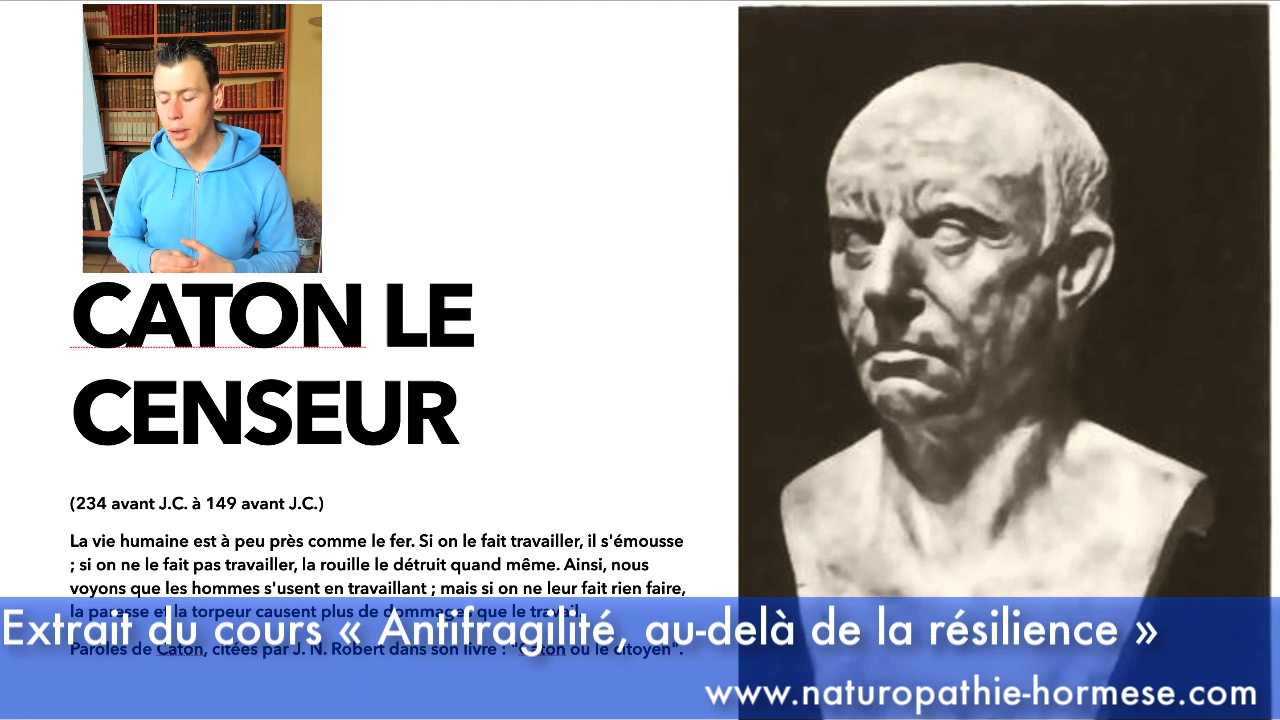 CATON LE
CENSEUR
(234 avant J.C. à 149 avant J.C.)
La vie humaine est à peu près comme le fer. Si on le fait travailler, il s'émousse
; si on ne le fait pas travailler, la rouille le détruit quand même. Ainsi, nous
voyons que les hommes s'usent en travaillant ; mais si on ne leur fait rien faire,
la paresse et la torpeur causent plus de dommages que le travail.
Extrait du cours « Antifragilité, au-delà de la résilience »
Paroles de Caton, citées par J. N. Robert dans son livre : "Caton ou le citoyen".
www.naturopathie-hormese.com